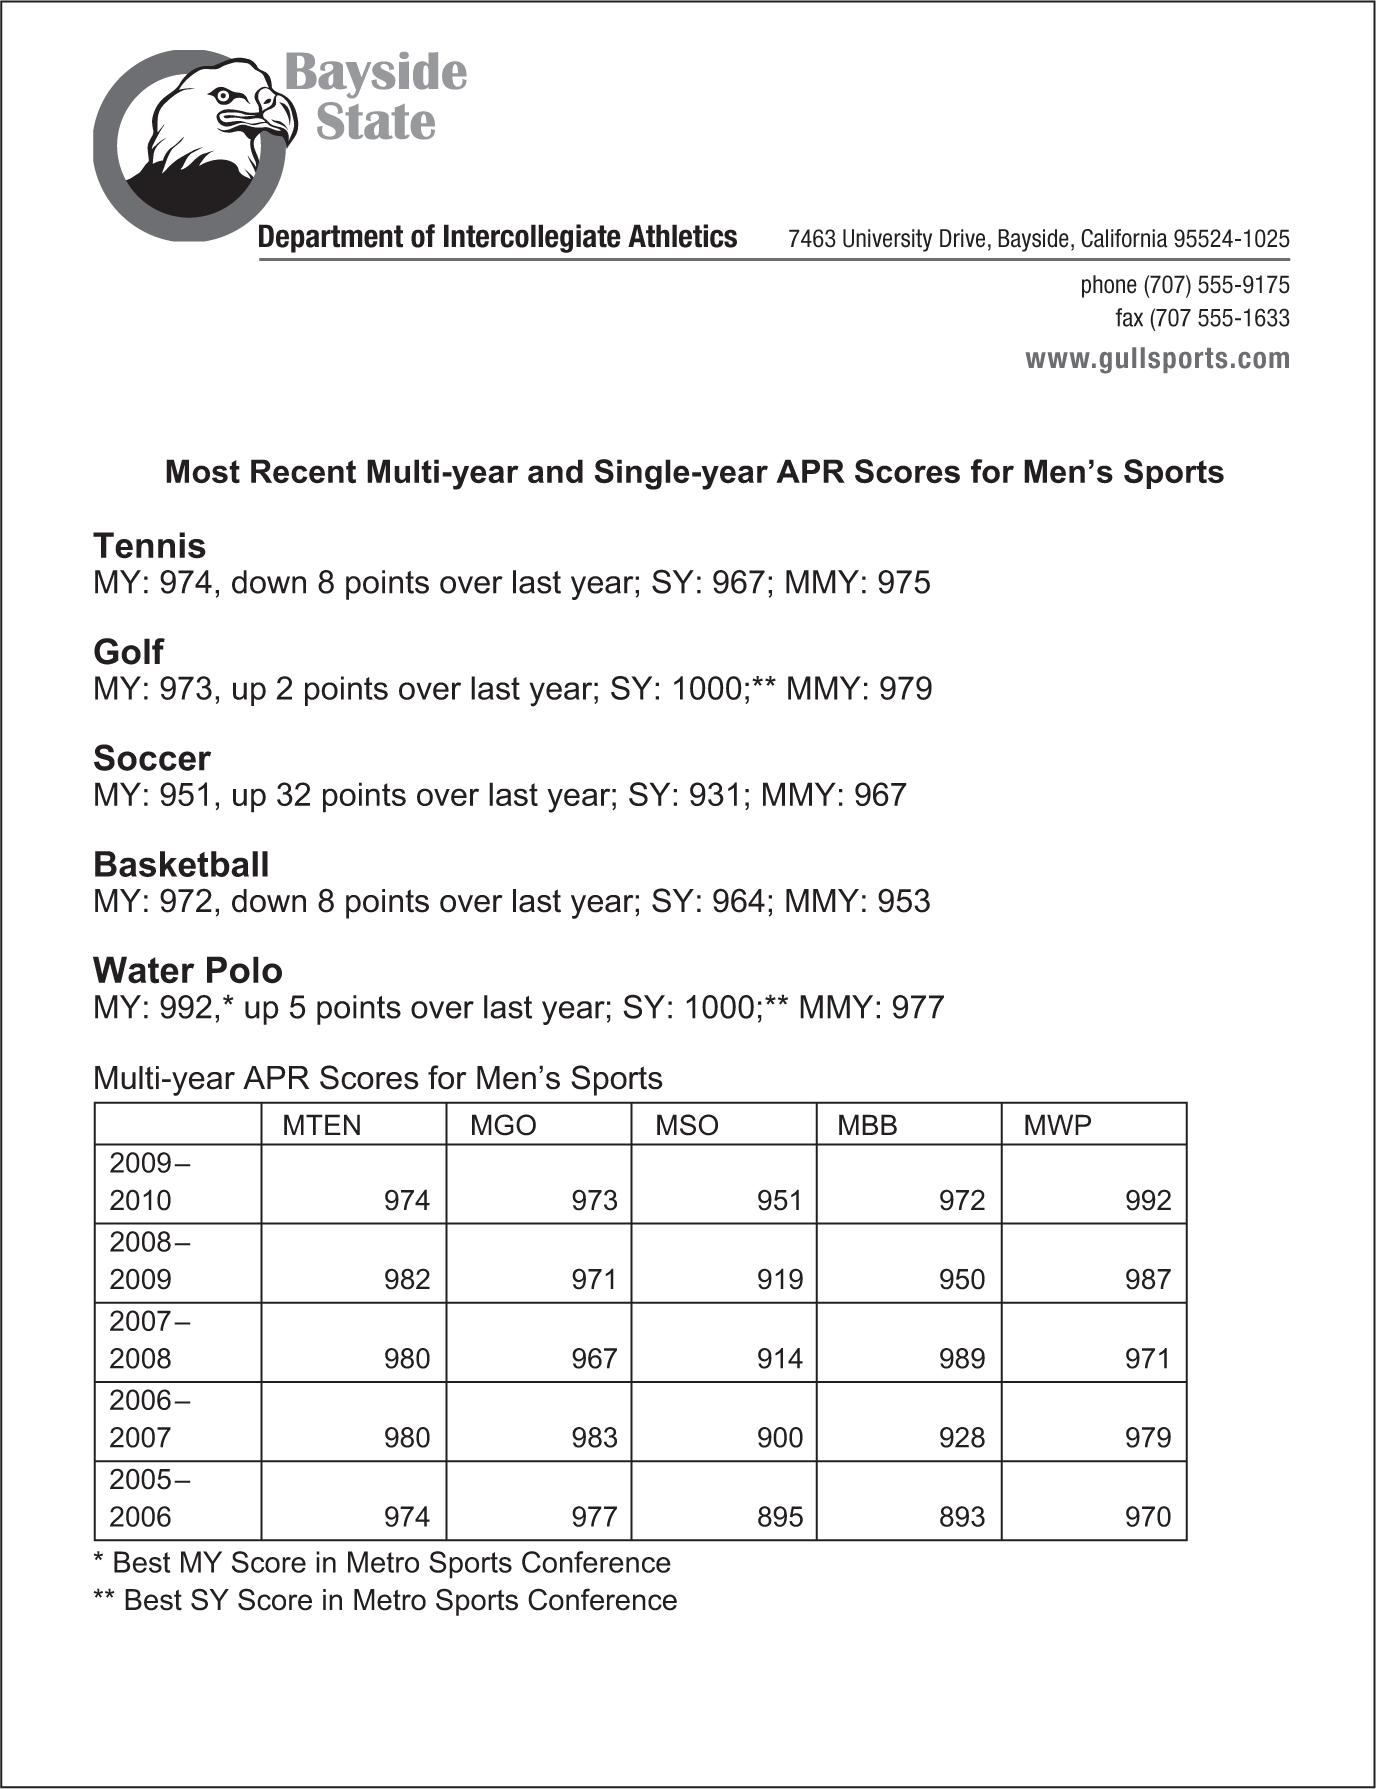 Bayside
State
Department of Intercollegiate Athletics 7463 University Drive, Bayside, California 95524-1025
phone (707) 555-9175
fax (707 555-1633
www.gullsports.com
Most Recent Multi-year and Single-year APR Scores for Men’s Sports
Tennis
MY: 974, down 8 points over last year; SY: 967; MMY: 975
Golf
MY: 973, up 2 points over last year; SY: 1000;** MMY: 979
Soccer
MY: 951, up 32 points over last year; SY: 931; MMY: 967
Basketball
MY: 972, down 8 points over last year; SY: 964; MMY: 953
Water Polo
MY: 992,* up 5 points over last year; SY: 1000;** MMY: 977
Multi-year APR Scores for Men’s Sports
MTEN MGO MSO MBB MWP
2009–
2010 974 973 951 972 992
2008–
2009 982 971 919 950 987
2007–
2008 980 967 914 989 971
2006–
2007 980 983 900 928 979
2005–
2006 974 977 895 893 970
* Best MY Score in Metro Sports Conference
** Best SY Score in Metro Sports Conference